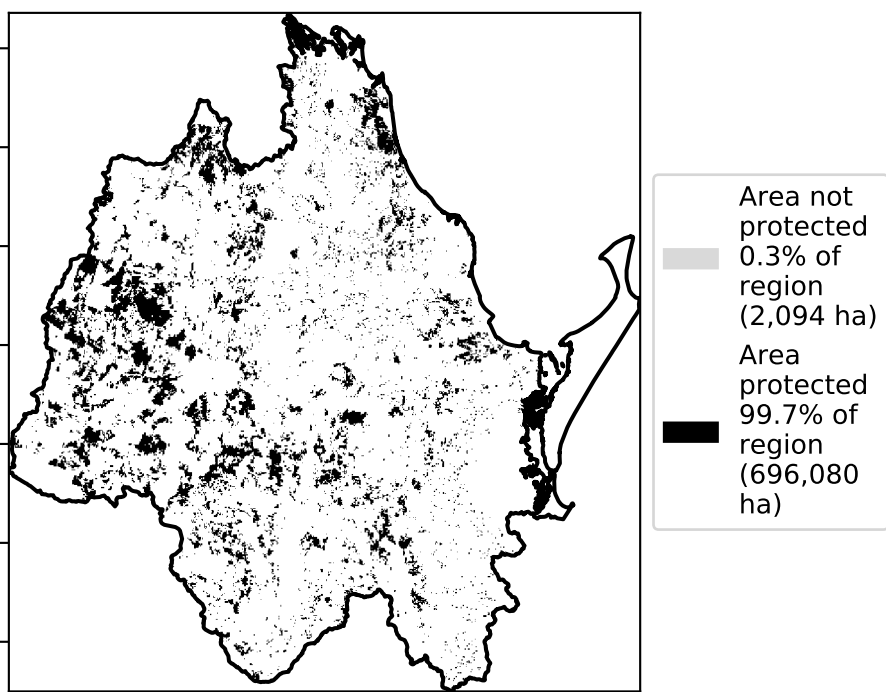 Area not
protected
0.3% of
region
(2,094 ha)
Area
protected
99.7% of
region
(696,080
ha)